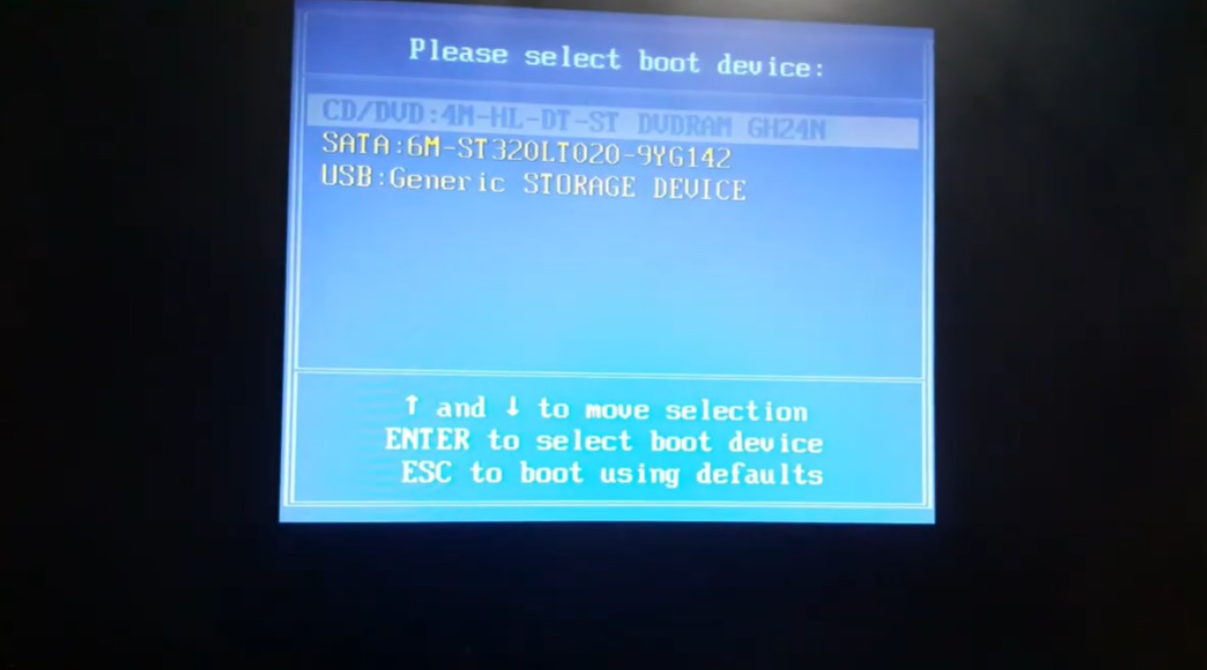 Please select boot device:
CD/DVD:4M-HL-DT-ST DVDRAM GH24N
SATA:6M-ST320LT020-9YG142
USB:Generic STORAGE DEVICE
↑ and ↓ to move selection
ENTER to select boot device
ESC to boot using defaults